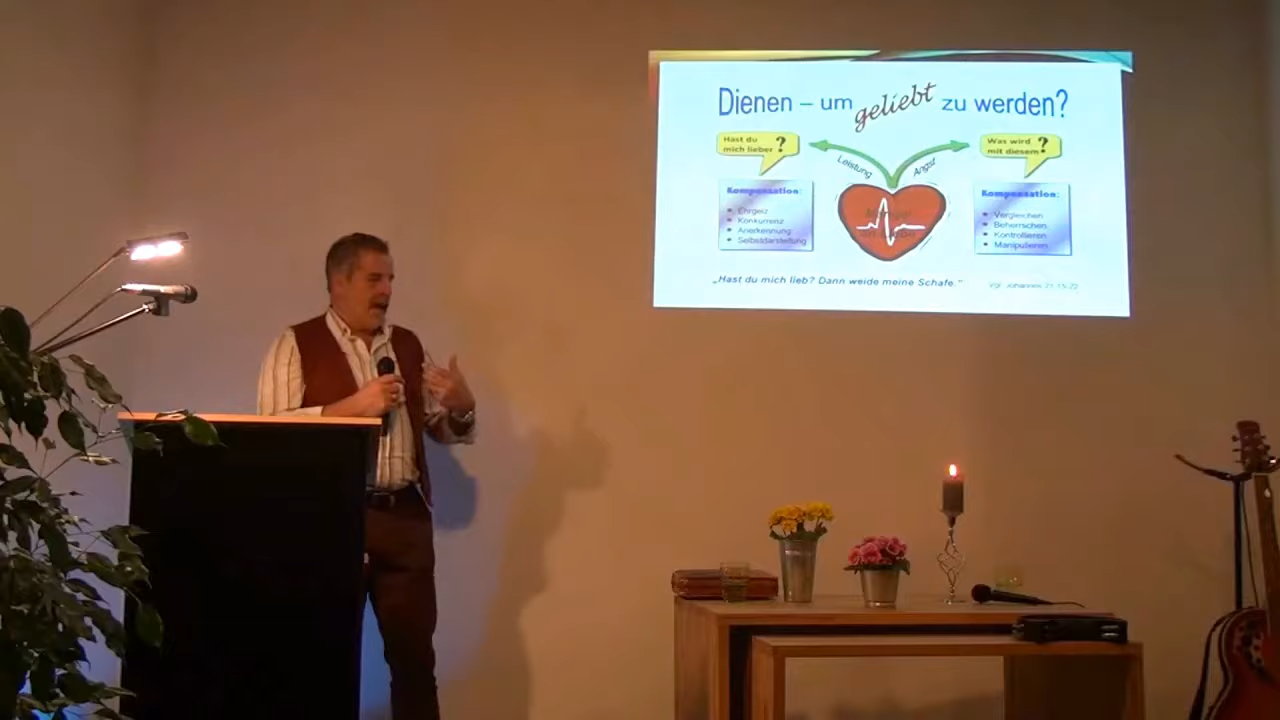 Dienen – um geliebt zu werden?
Hast du
mich lieber ?
Was wird
mit diesem ?
Leistung
Angst
Kompensation:
Ehrgeiz
Konkurrenz
Anerkennung
Selbstdarstellung
Kompensation:
Vergleichen
Beherrschen
Kontrollieren
Manipulieren
„Hast du mich lieb? Dann weide meine Schafe.“
Vgl. Johannes 21,15-22